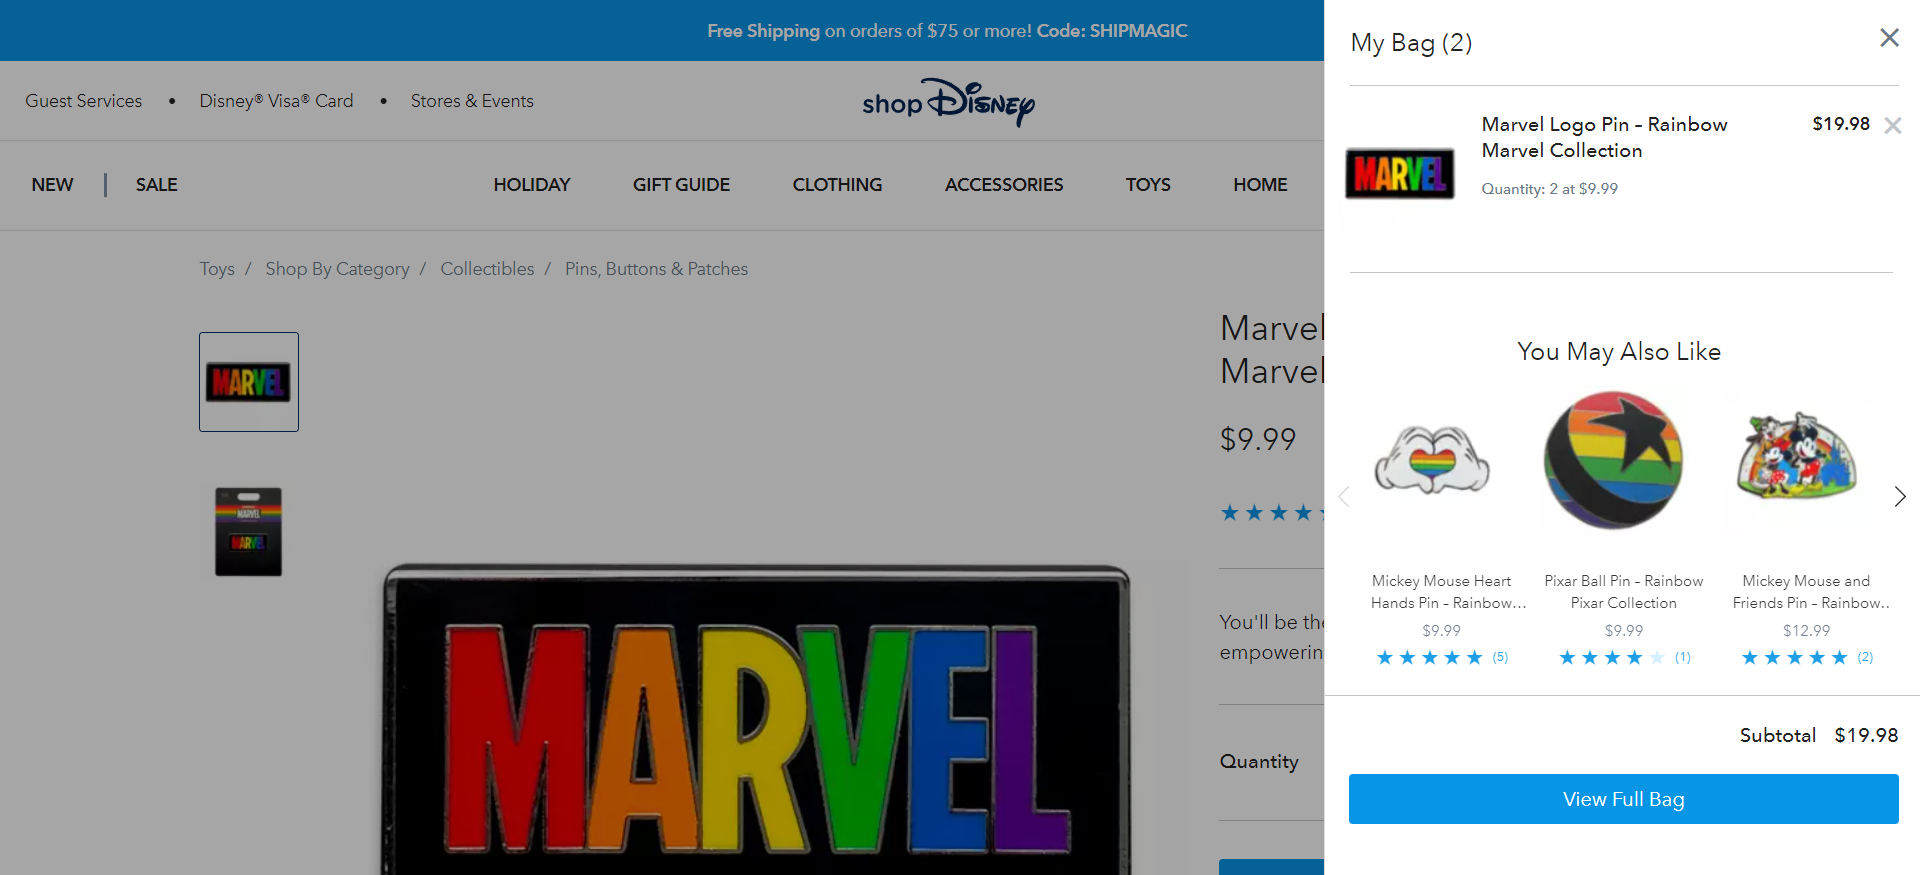 Free Shipping on orders of $75 or more! Code: SHIPMAGIC
Guest Services • Disney® Visa® Card • Stores & Events
shop Disney
NEW | SALE
HOLIDAY
GIFT GUIDE
CLOTHING
ACCESSORIES
TOYS
HOME
Toys / Shop By Category / Collectibles / Pins, Buttons & Patches
MARVEL
MARVEL
MARVEL
MARVEL
Marvel
Marvel
$9.99
You'll be the
empowerin
Quantity
My Bag (2)
MARVEL
Marvel Logo Pin – Rainbow
Marvel Collection
$19.98
Quantity: 2 at $9.99
You May Also Like
Mickey Mouse Heart
Hands Pin – Rainbow...
$9.99
(5)
Pixar Ball Pin – Rainbow
Pixar Collection
$9.99
(1)
Mickey Mouse and
Friends Pin – Rainbow..
$12.99
(2)
Subtotal $19.98
View Full Bag